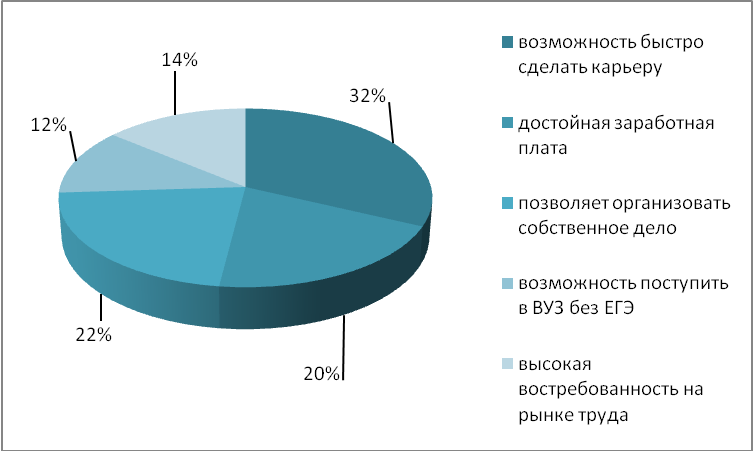 14%
32%
12%
22%
20%
возможность быстро
сделать карьеру
достойная заработная
плата
позволяет организовать
собственное дело
возможность поступить
в ВУЗ без ЕГЭ
высокая
востребованность на
рынке труда